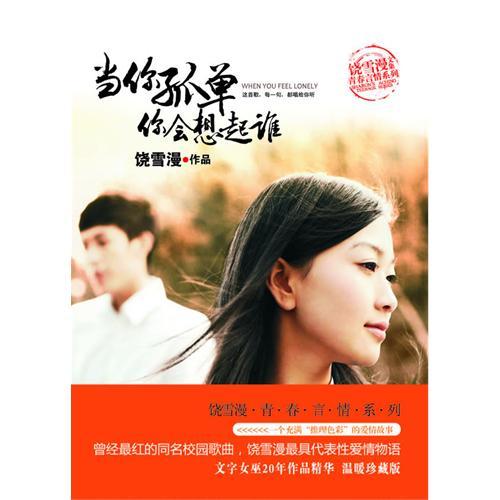 当你孤单
WHEN YOU FEEL LONELY
这首歌，每一句，都唱给你听
你会想起谁
饶雪漫•作品
饶雪漫文集
青春言情系列
饶雪漫·青·春·言·情·系·列
<<<<<<一个充满“推理色彩”的爱情故事
曾经最红的同名校园歌曲，饶雪漫最具代表性爱情物语
文字女巫20年作品精华 温暖珍藏版